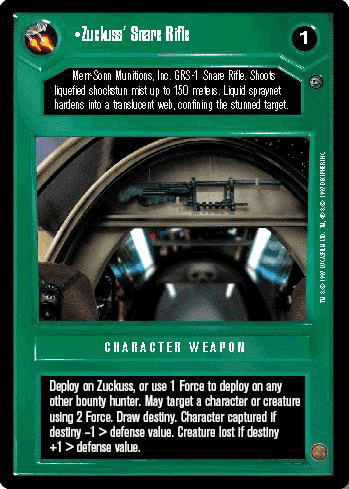 •Zuckuss' Snare Rifle
1
Merr-Sonn Munitions, Inc. GRS-1 Snare Rifle. Shoots
liquefied shockstun mist up to 150 meters. Liquid spraynet
hardens into a translucent web, confining the stunned target.
CHARACTER WEAPON
Deploy on Zuckuss, or use 1 Force to deploy on
any other bounty hunter. May target a character or creature
using 2 Force. Draw destiny. Character captured if
destiny –1 > defense value. Creature lost if destiny
+1 > defense value.